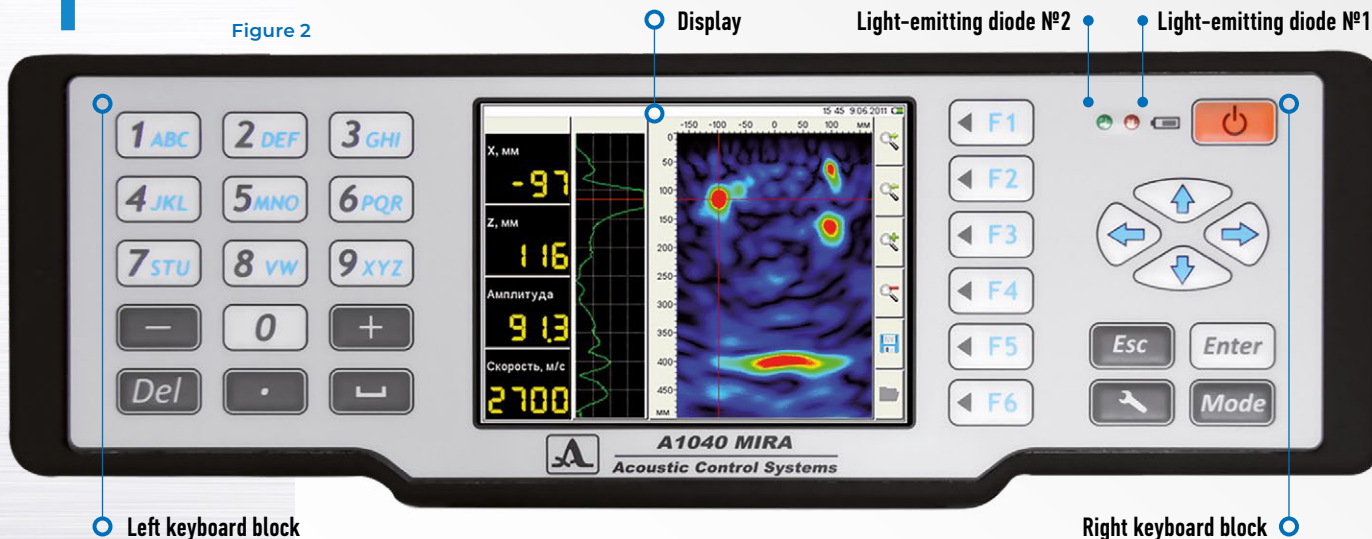 Figure 2
Display
Light-emitting diode №2
Light-emitting diode №1
1 ABC
2 DEF
3 GHI
4 JKL
5 MNO
6 PQR
7 STU
8 VW
9 XYZ
−
0
+
Del
.
15 45 9.06.2011
X, мм
-97
Z, мм
116
Амплитуда
91.3
Скорость, м/с
2700
-150 -100 -50 0 50 100 мм
0
50
100
150
200
250
300
350
400
450
мм
F1
F2
F3
F4
F5
F6
Esc
Enter
Mode
A1040 MIRA
Acoustic Control Systems
Left keyboard block
Right keyboard block